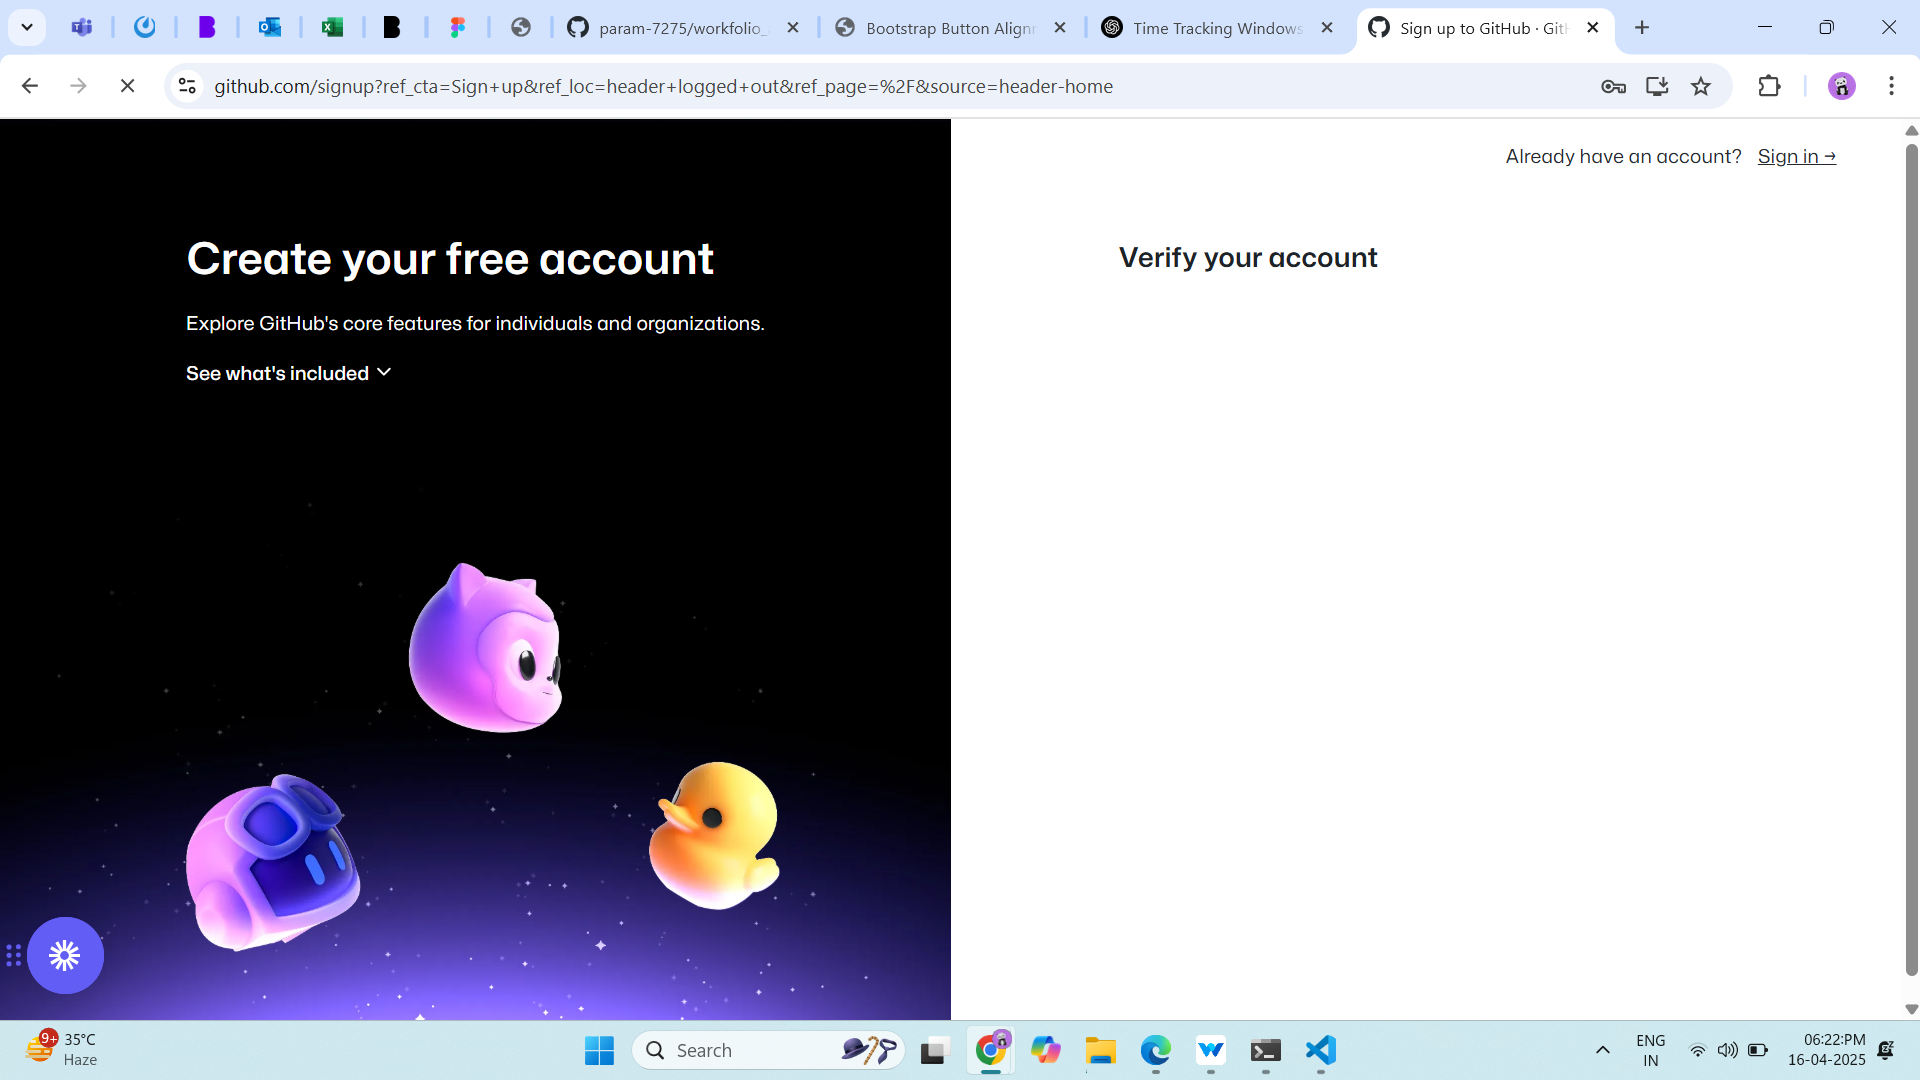 param-7275/workfolio_
Bootstrap Button Alignm
Time Tracking Windows
Sign up to GitHub · Git
github.com/signup?ref_cta=Sign+up&ref_loc=header+logged+out&ref_page=%2F&source=header-home
Already have an account? Sign in →
Create your free account
Verify your account
Explore GitHub's core features for individuals and organizations.
See what's included
9+
35°C
Haze
Search
ENG
IN
06:22:PM
16-04-2025